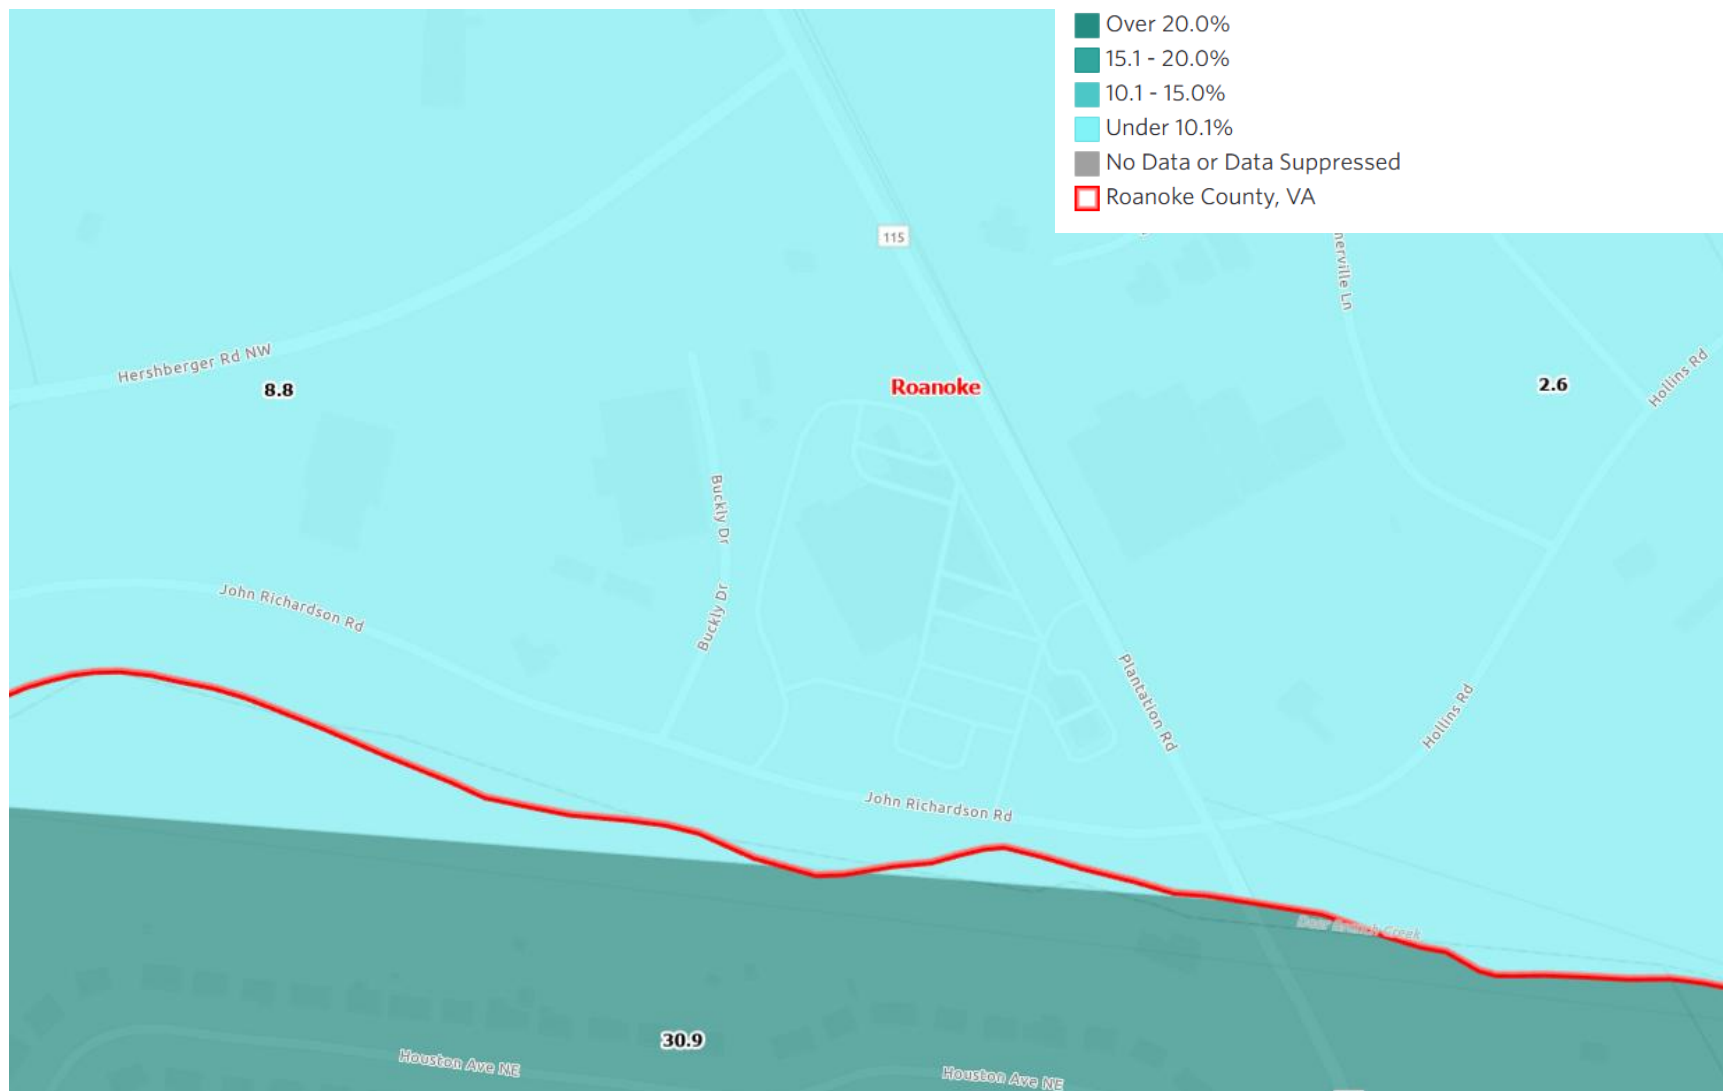 Over 20.0%
15.1 - 20.0%
10.1 - 15.0%
Under 10.1%
No Data or Data Suppressed
Roanoke County, VA
115
nerville Ln
Hershberger Rd NW
8.8
Roanoke
2.6
Hollins Rd
Buckly Dr
Buckly Dr
John Richardson Rd
Plantation Rd
Hollins Rd
John Richardson Rd
Creek
30.9
Houston Ave NE
Houston Ave NE